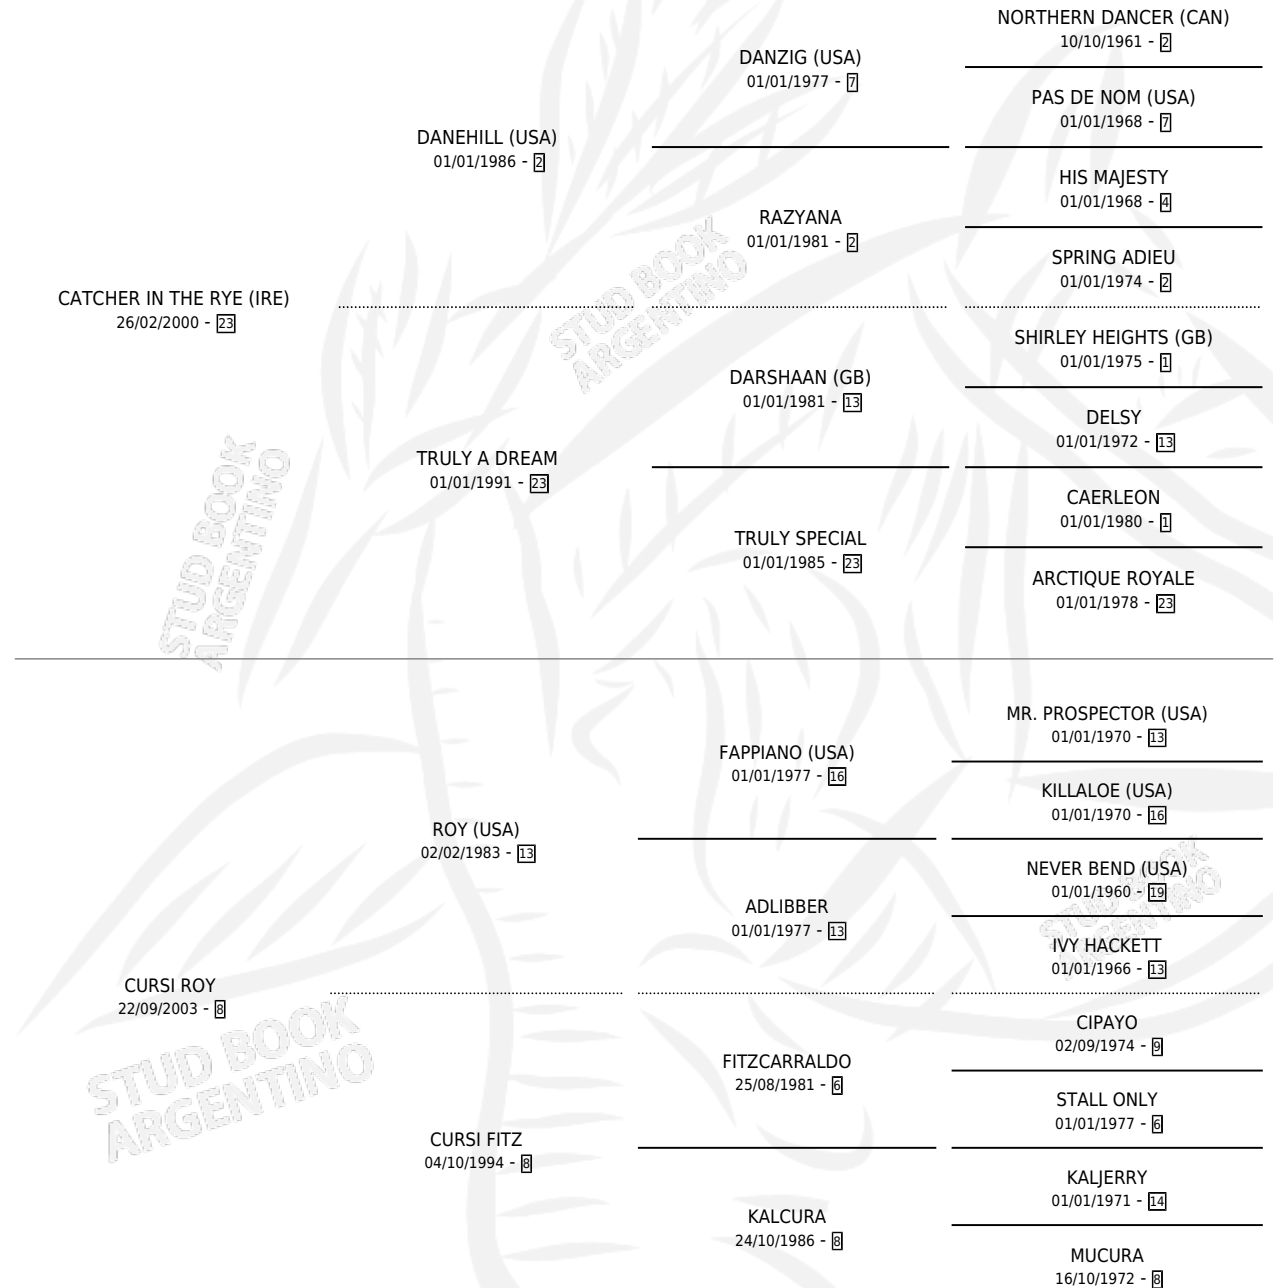 NORTHERN DANCER (CAN)
10/10/1961 - 2
DANZIG (USA)
01/01/1977 - 7
PAS DE NOM (USA)
01/01/1968 - 7
DANEHILL (USA)
01/01/1986 - 2
HIS MAJESTY
01/01/1968 - 4
RAZYANA
01/01/1981 - 2
SPRING ADIEU
01/01/1974 - 2
CATCHER IN THE RYE (IRE)
26/02/2000 - 23
SHIRLEY HEIGHTS (GB)
01/01/1975 - 1
DARSHAAN (GB)
01/01/1981 - 13
DELSY
01/01/1972 - 13
TRULY A DREAM
01/01/1991 - 23
CAERLEON
01/01/1980 - 1
TRULY SPECIAL
01/01/1985 - 23
ARCTIQUE ROYALE
01/01/1978 - 23
STUD BOOK
ARGENTINO
STUD BOOK
ARGENTINO
MR. PROSPECTOR (USA)
01/01/1970 - 13
FAPPIANO (USA)
01/01/1977 - 16
KILLALOE (USA)
01/01/1970 - 16
ROY (USA)
02/02/1983 - 13
NEVER BEND (USA)
01/01/1960 - 19
ADLIBBER
01/01/1977 - 13
IVY HACKETT
01/01/1966 - 13
STUD BOOK
ARGENTINO
CURSI ROY
22/09/2003 - 8
CIPAYO
02/09/1974 - 9
FITZCARRALDO
25/08/1981 - 6
STALL ONLY
01/01/1977 - 6
CURSI FITZ
04/10/1994 - 8
KALJERRY
01/01/1971 - 14
KALCURA
24/10/1986 - 8
MUCURA
16/10/1972 - 8
STUD BOOK
ARGENTINO